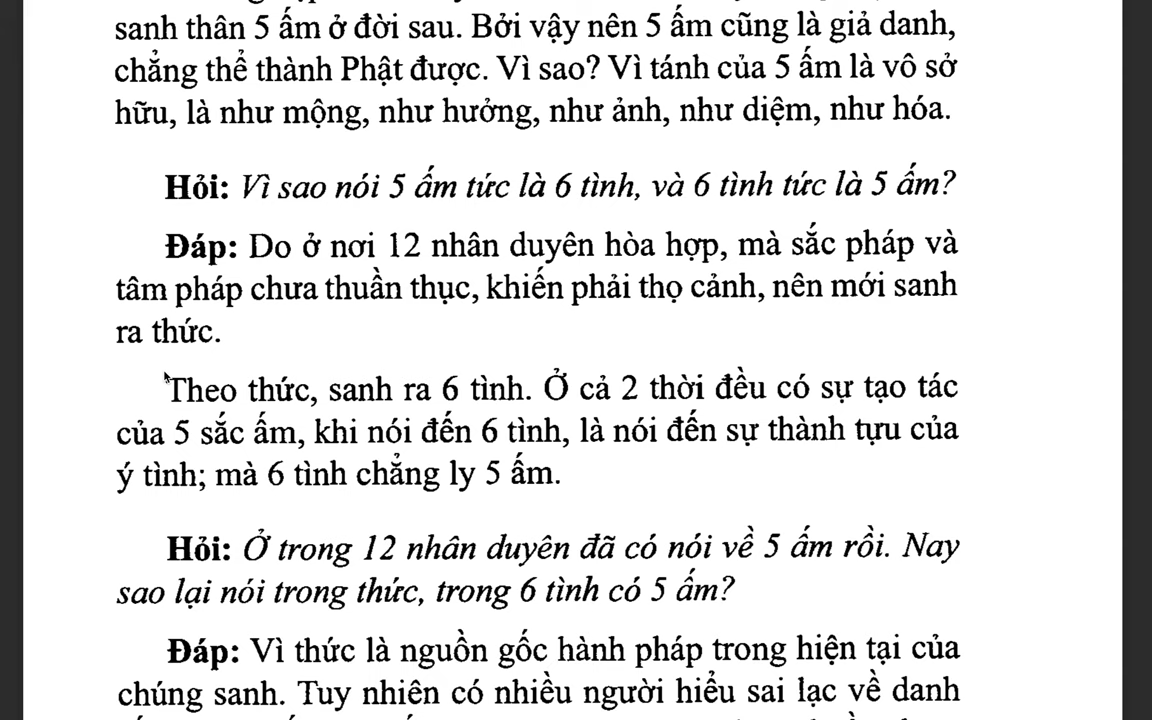 sanh thân 5 ấm ở đời sau. Bởi vậy nên 5 ấm cũng là giả danh,
chẳng thể thành Phật được. Vì sao? Vì tánh của 5 ấm là vô sở
hữu, là như mộng, như hưởng, như ảnh, như diệm, như hóa.
Hỏi: Vì sao nói 5 ấm tức là 6 tình, và 6 tình tức là 5 ấm?
Đáp: Do ở nơi 12 nhân duyên hòa hợp, mà sắc pháp và
tâm pháp chưa thuần thục, khiến phải thọ cảnh, nên mới sanh
ra thức.
Theo thức, sanh ra 6 tình. Ở cả 2 thời đều có sự tạo tác
của 5 sắc ấm, khi nói đến 6 tình, là nói đến sự thành tựu của
ý tình; mà 6 tình chẳng ly 5 ấm.
Hỏi: Ở trong 12 nhân duyên đã có nói về 5 ấm rồi. Nay
sao lại nói trong thức, trong 6 tình có 5 ấm?
Đáp: Vì thức là nguồn gốc hành pháp trong hiện tại của
chúng sanh. Tuy nhiên có nhiều người hiểu sai lạc về danh